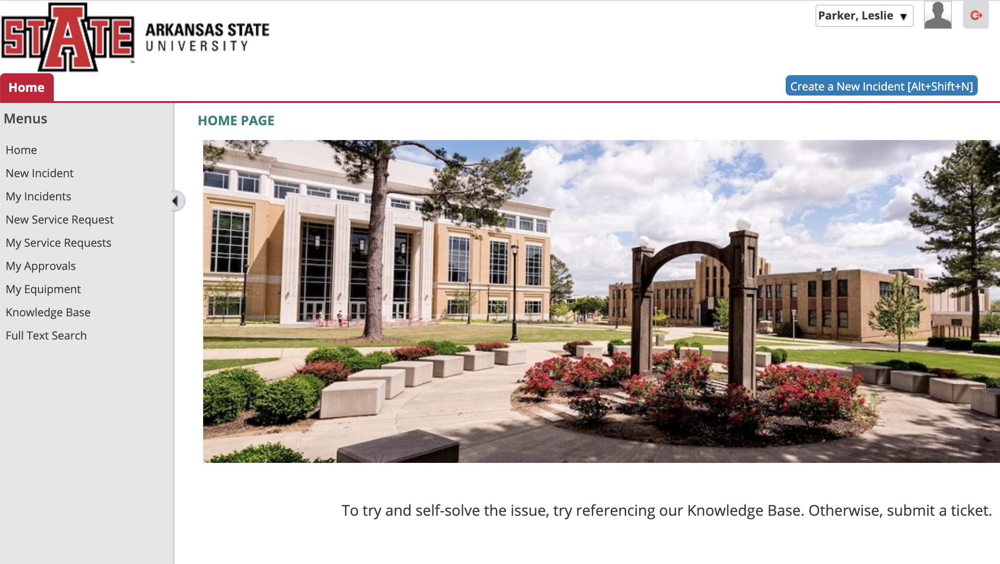 STATE
™
ARKANSAS STATE
UNIVERSITY
Parker, Leslie ▼
Home
Create a New Incident [Alt+Shift+N]
Menus
Home
New Incident
My Incidents
New Service Request
My Service Requests
My Approvals
My Equipment
Knowledge Base
Full Text Search
HOME PAGE
To try and self-solve the issue, try referencing our Knowledge Base. Otherwise, submit a ticket.